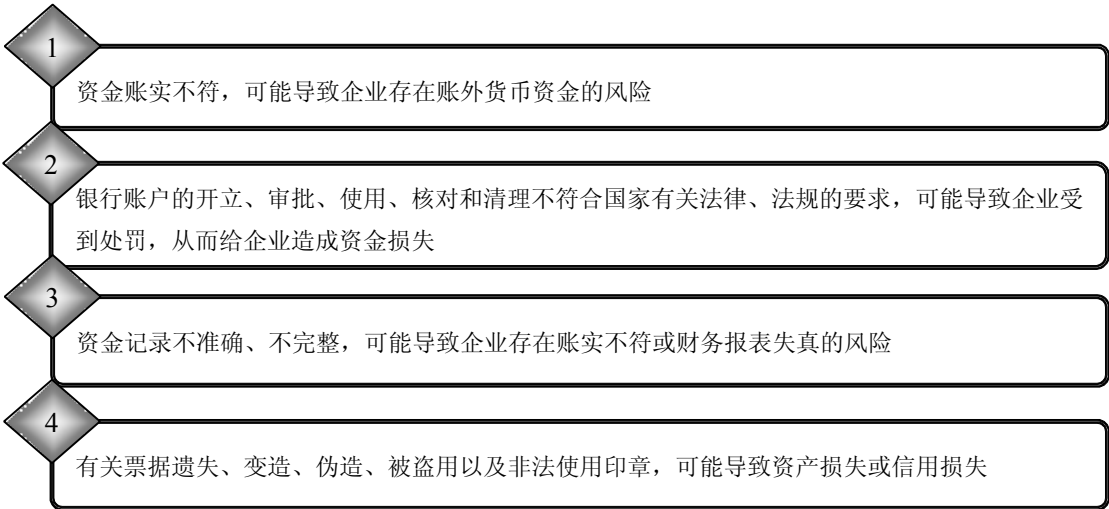 1
资金账实不符，可能导致企业存在账外货币资金的风险
2
银行账户的开立、审批、使用、核对和清理不符合国家有关法律、法规的要求，可能导致企业受
到处罚，从而给企业造成资金损失
3
资金记录不准确、不完整，可能导致企业存在账实不符或财务报表失真的风险
4
有关票据遗失、变造、伪造、被盗用以及非法使用印章，可能导致资产损失或信用损失